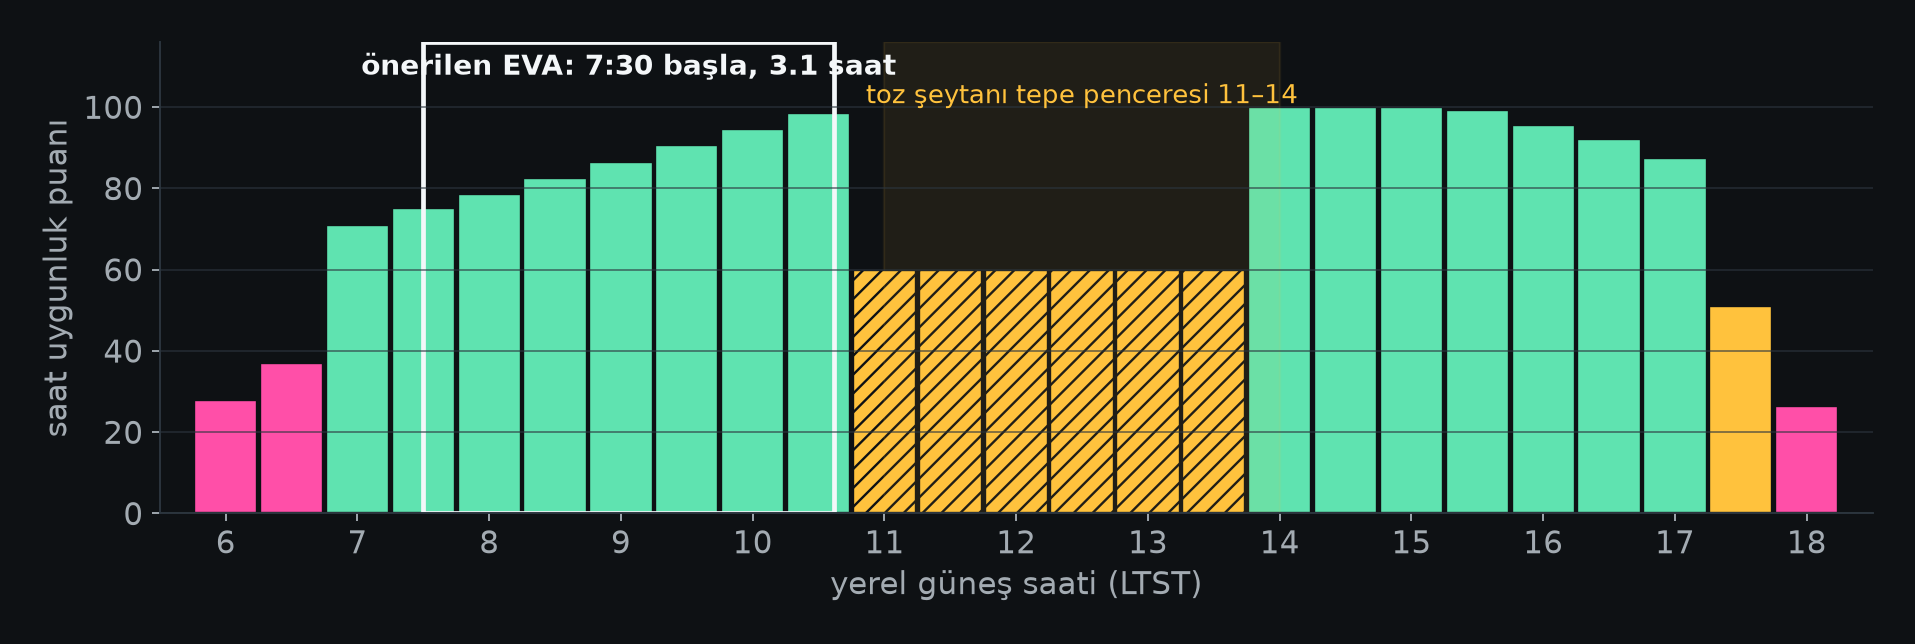 önerilen EVA: 7:30 başla, 3.1 saat
toz şeytanı tepe penceresi 11–14
saat uygunluk puanı
100
80
60
40
20
0
6 7 8 9 10 11 12 13 14 15 16 17 18
yerel güneş saati (LTST)